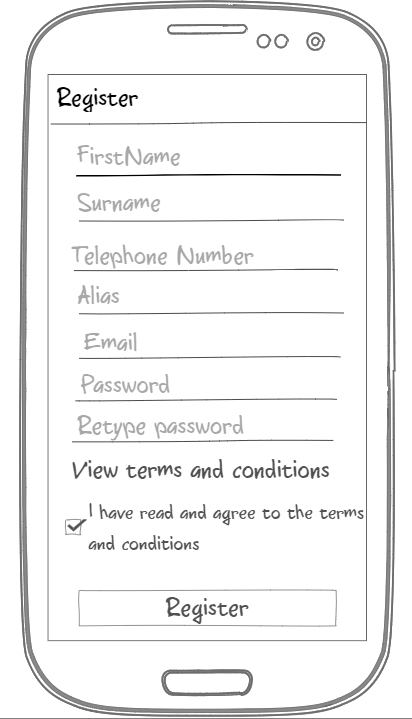 Register
FirstName
Surname
Telephone Number
Alias
Email
Password
Retype password
View terms and conditions
I have read and agree to the terms
and conditions
Register